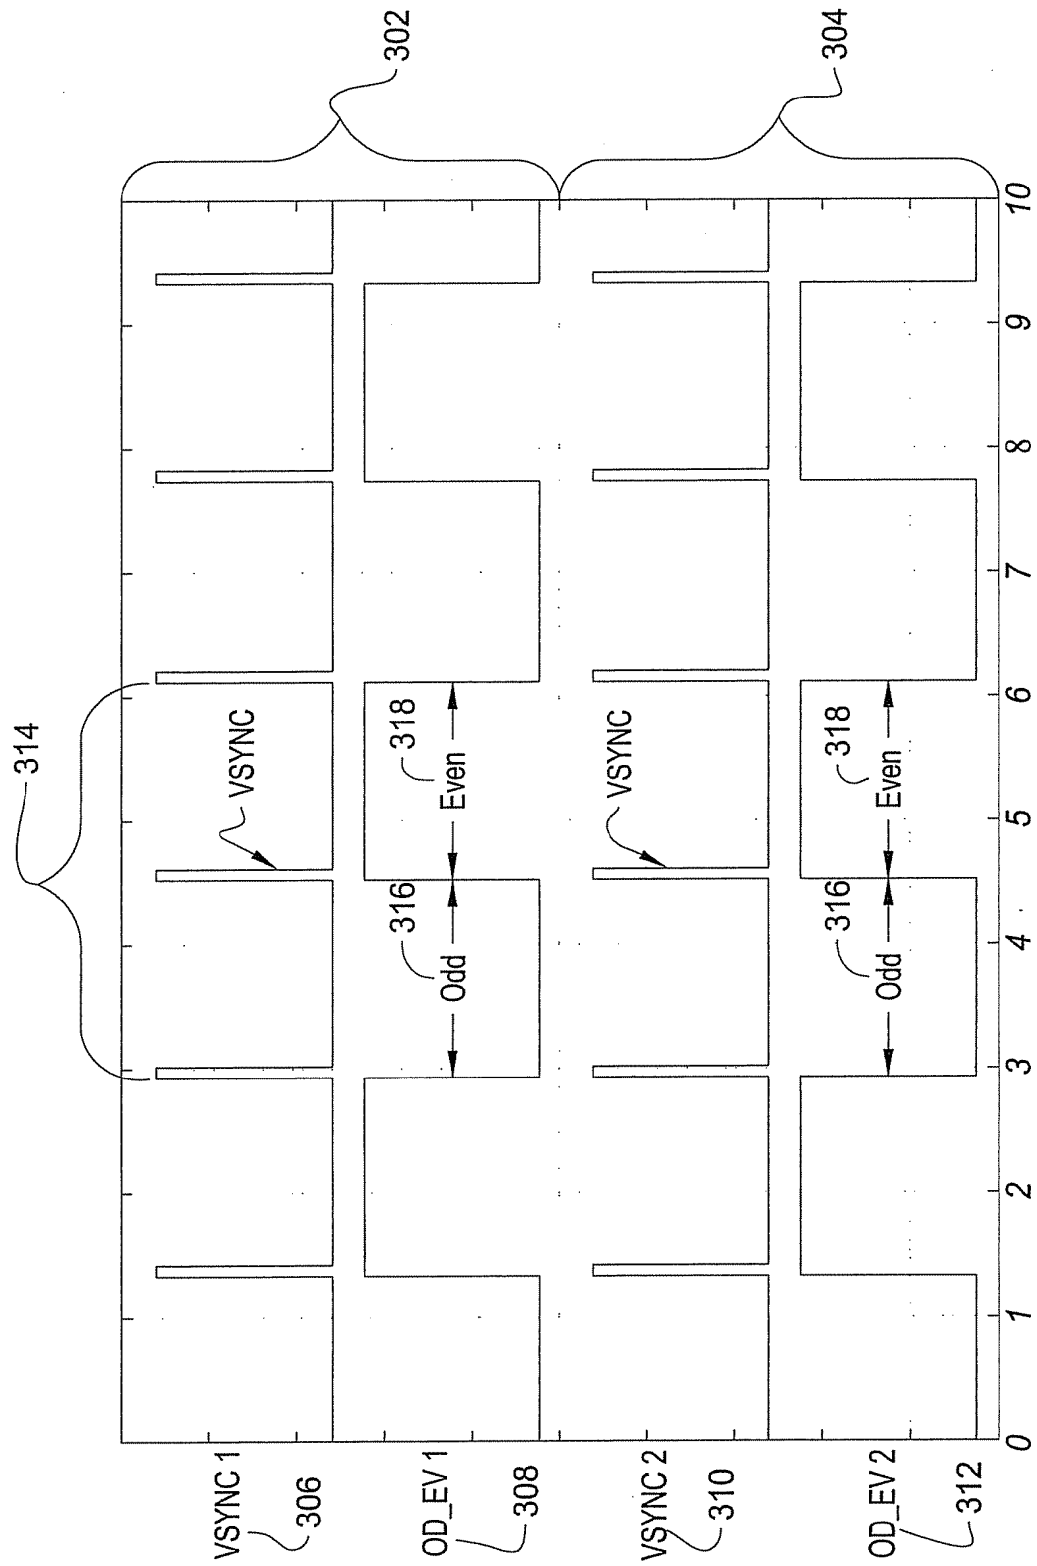 314
302
VSYNC 1
306
VSYNC
OD_EV 1
308
Odd
316
Even
318
304
VSYNC 2
310
VSYNC
OD_EV 2
312
Odd
316
Even
318
0 1 2 3 4 5 6 7 8 9 10